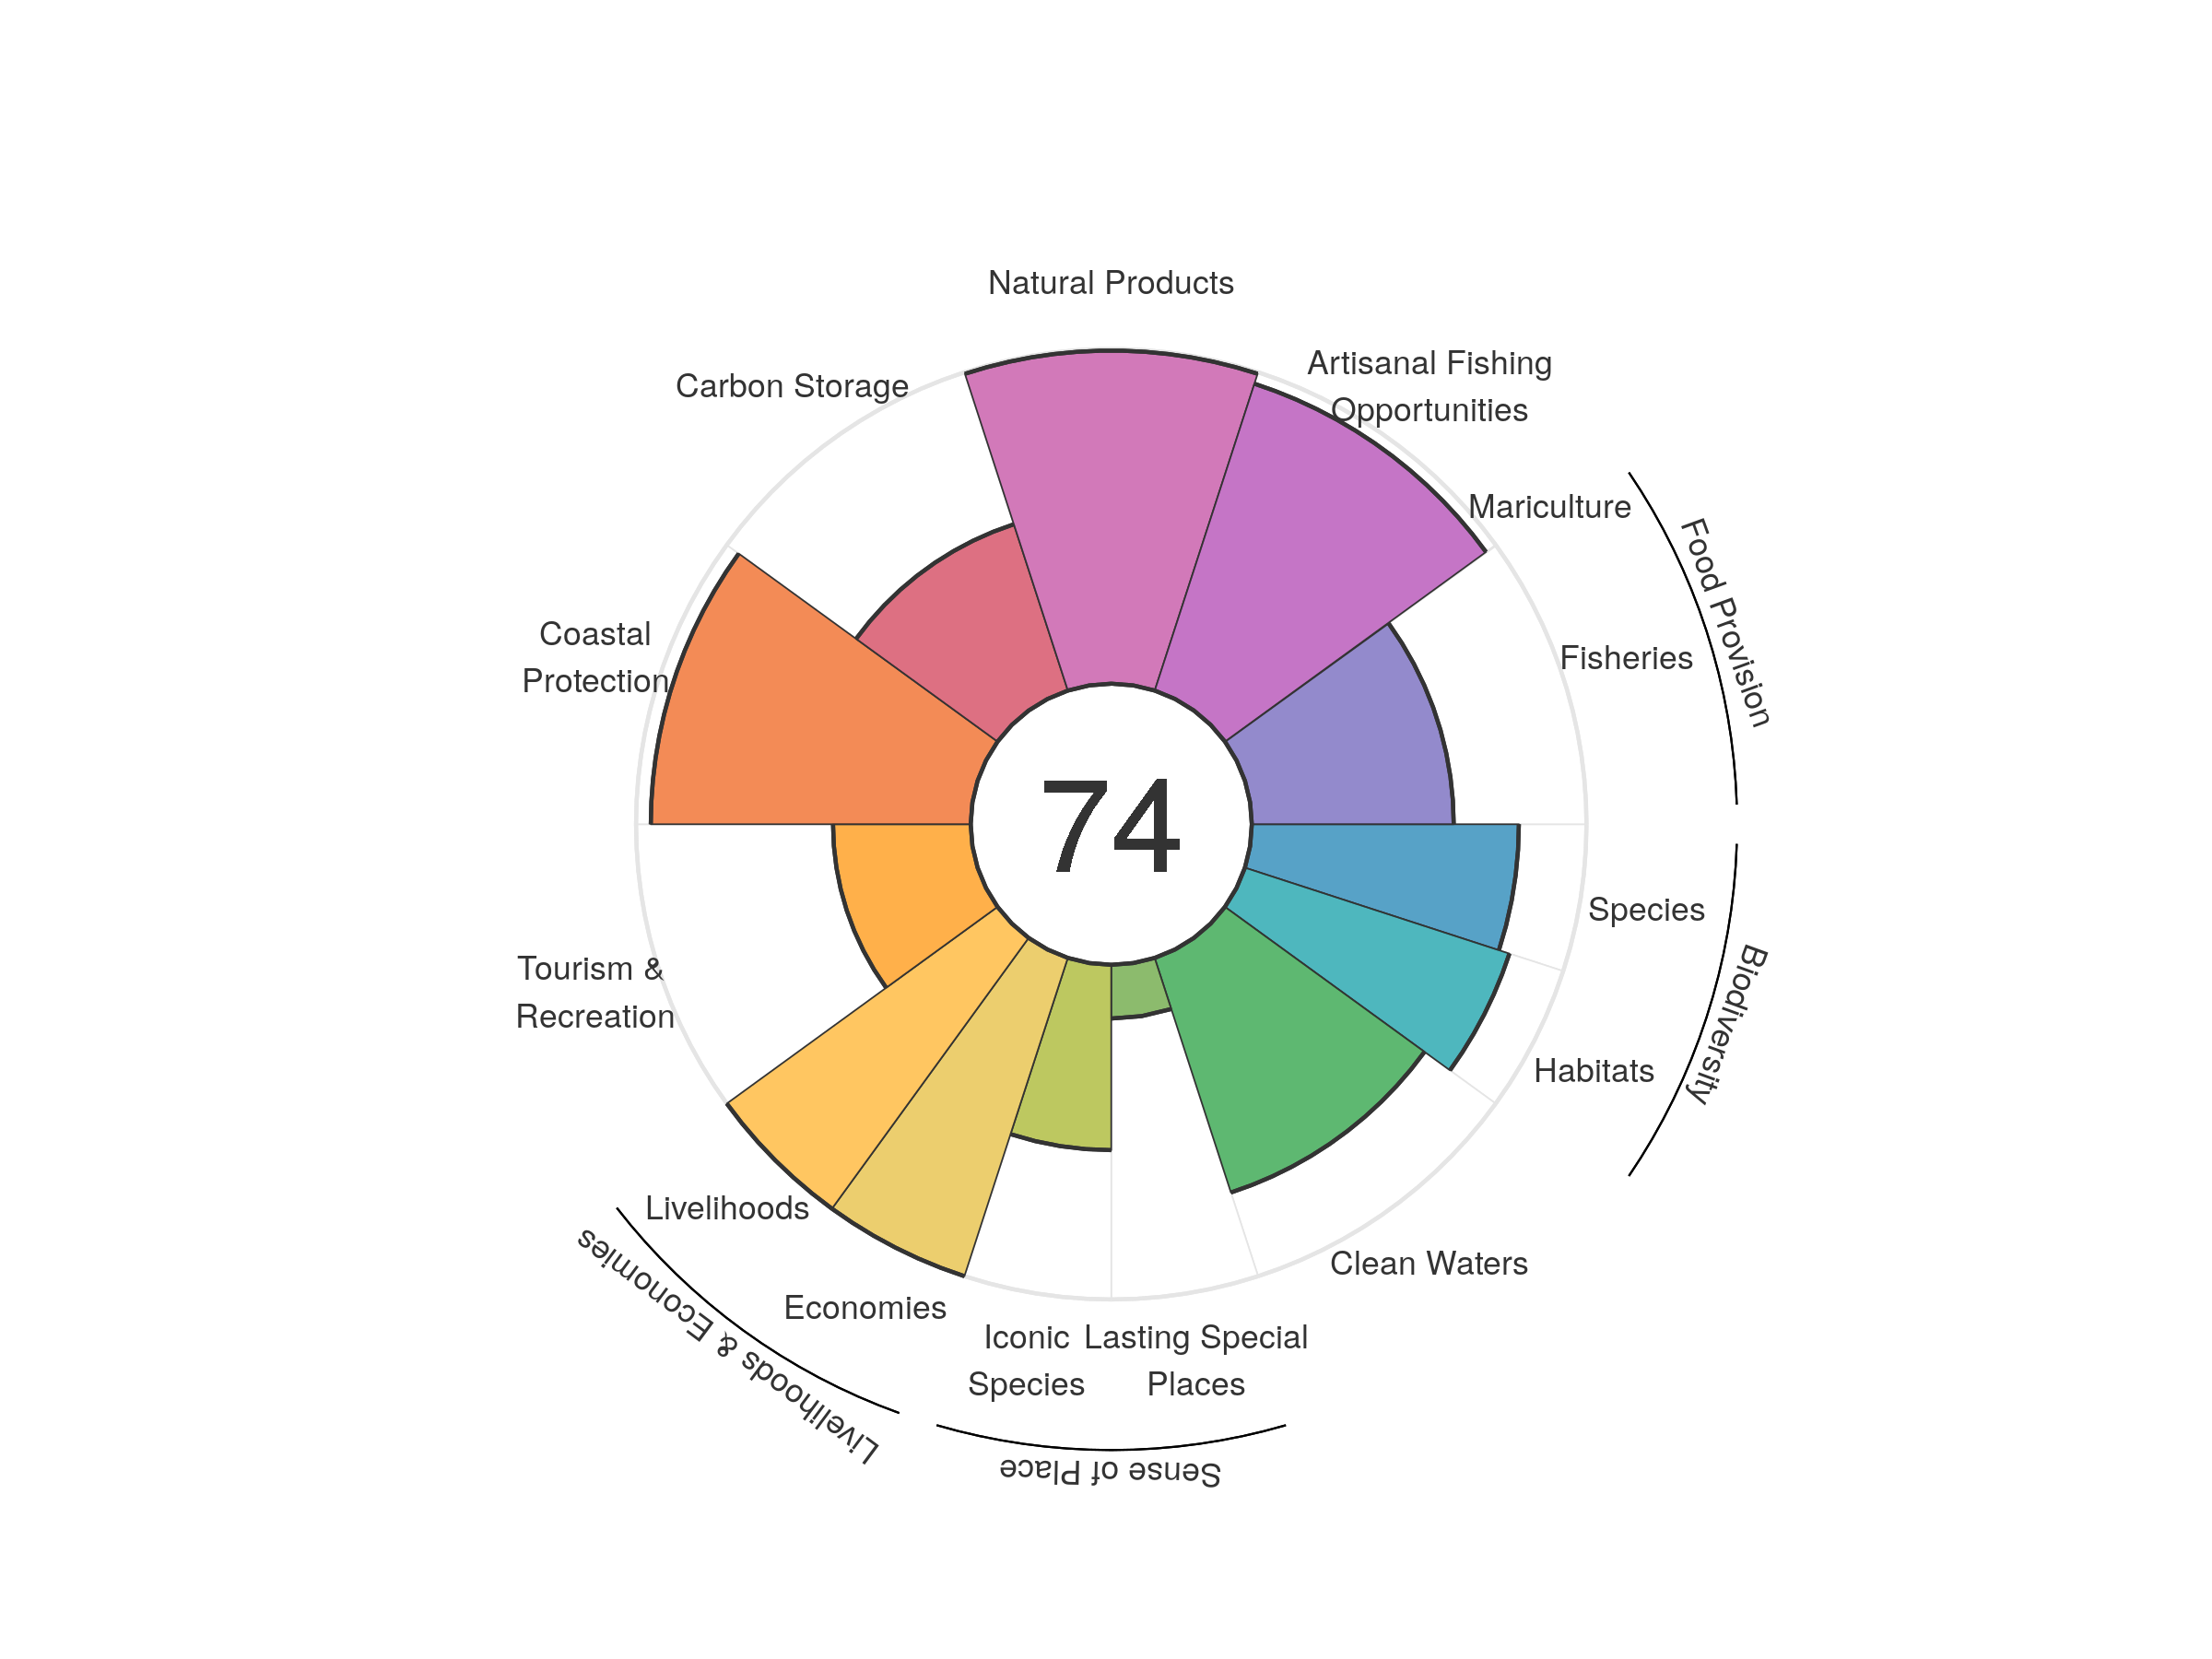 Natural Products
Carbon Storage
Artisanal Fishing
Opportunities
Mariculture
Food Provision
Fisheries
Coastal
Protection
74
Species
Biodiversity
Tourism &
Recreation
Habitats
Livelihoods
Clean Waters
Economies
Livelihoods & Economies
Iconic
Species
Lasting Special
Places
Sense of Place